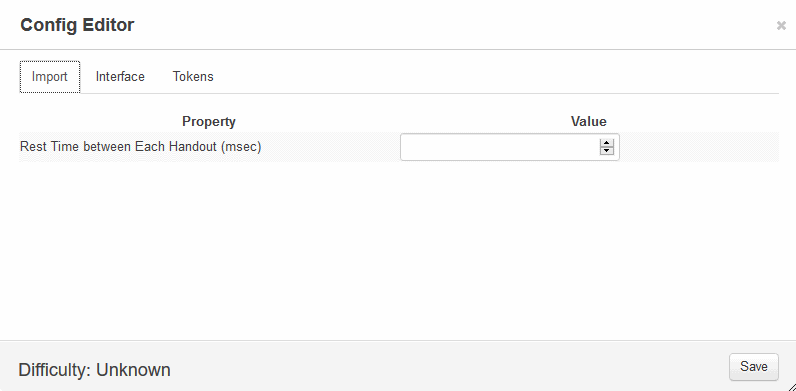 Config Editor
×
Import Interface Tokens
Property Value
Rest Time between Each Handout (msec)
Difficulty: Unknown
Save